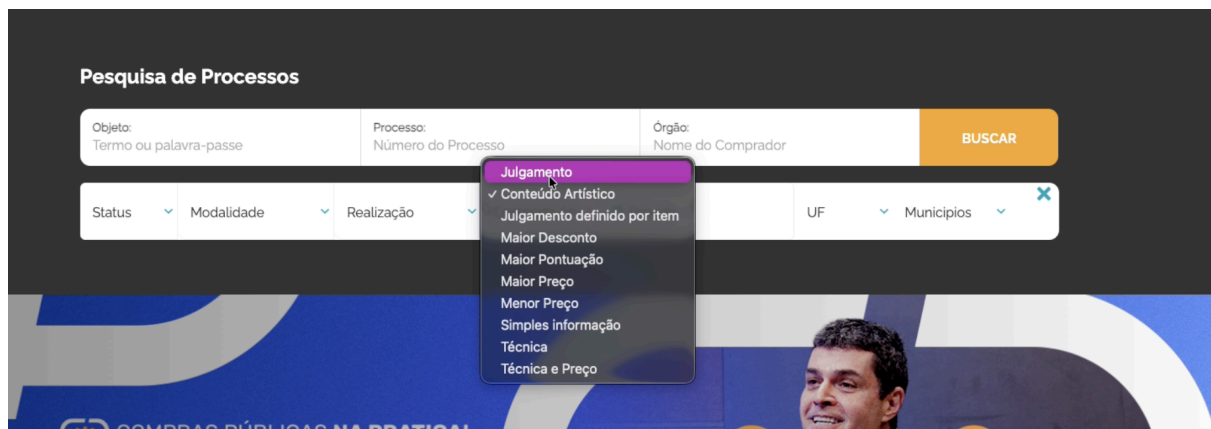 Pesquisa de Processos
Objeto:
Termo ou palavra-passe
Processo:
Número do Processo
Órgão:
Nome do Comprador
BUSCAR
Status
Modalidade
Realização
Julgamento
✓ Conteúdo Artístico
Julgamento definido por item
Maior Desconto
Maior Pontuação
Maior Preço
Menor Preço
Simples informação
Técnica
Técnica e Preço
UF
Municipios
COMPRAS PÚBLICAS NA PRÁTICA!